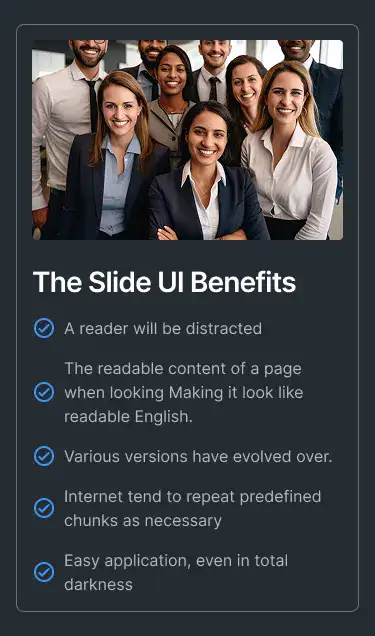 The Slide UI Benefits
A reader will be distracted
The readable content of a page
when looking Making it look like
readable English.
Various versions have evolved over.
Internet tend to repeat predefined
chunks as necessary
Easy application, even in total
darkness